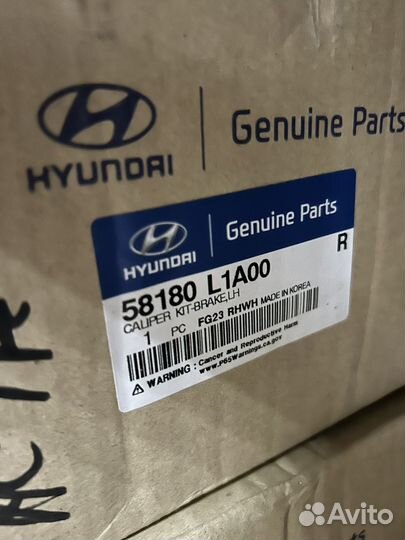 HYUNDAI
Genuine Parts
HYUNDAI
Genuine Parts
R
58180 L1A00
CALIPER KIT-BRAKE,LH
1 PC FG23 RHWH MADE IN KOREA
WARNING : Cancer and Reproductive Harm
www.P65Warnings.ca.gov
Avito